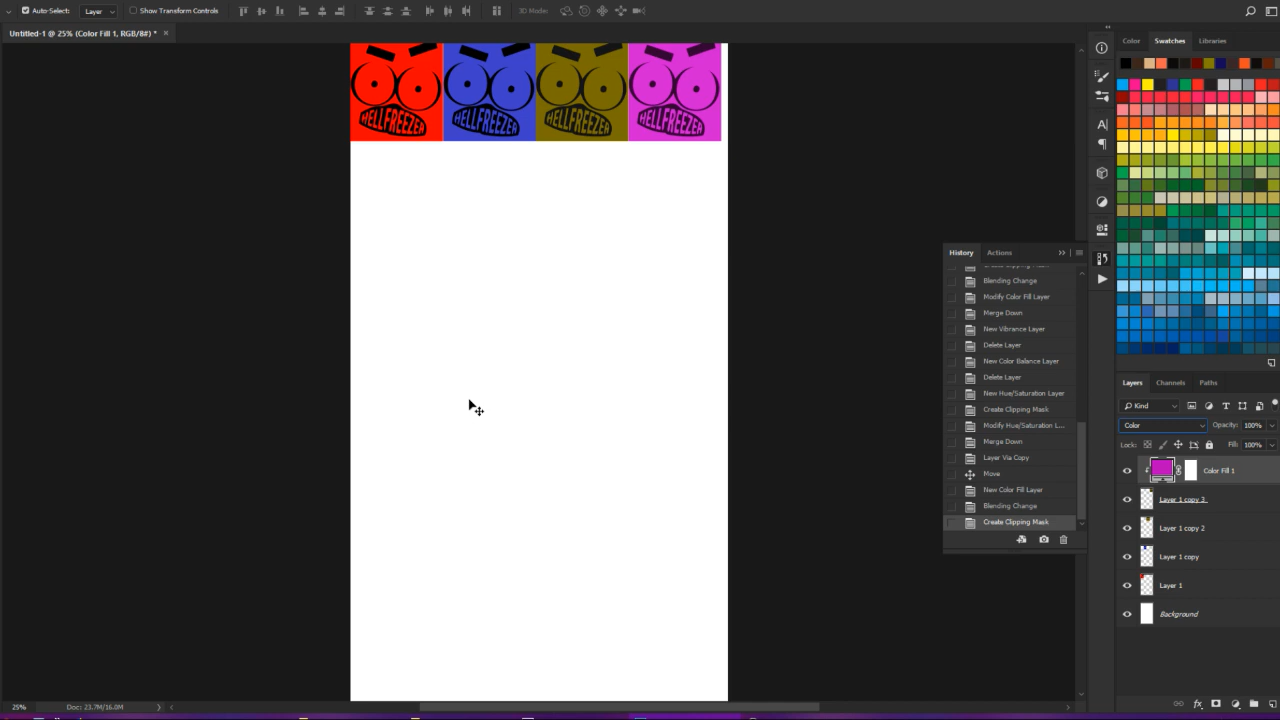 Auto-Select: Layer Show Transform Controls 3D Mode:
Untitled-1 @ 25% (Color Fill 1, RGB/8#) * ×
Color Swatches Libraries
HELLFREEZER HELLFREEZER HELLFREEZER HELLFREEZER
History Actions
Blending Change
Modify Color Fill Layer
Merge Down
New Vibrance Layer
Delete Layer
New Color Balance Layer
Delete Layer
New Hue/Saturation Layer
Create Clipping Mask
Modify Hue/Saturation L...
Merge Down
Layer Via Copy
Move
New Color Fill Layer
Blending Change
Create Clipping Mask
Layers Channels Paths
Kind
Color Opacity: 100%
Lock: Fill: 100%
Color Fill 1
Layer 1 copy 3
Layer 1 copy 2
Layer 1 copy
Layer 1
Background
25% Doc: 23.7M/16.0M